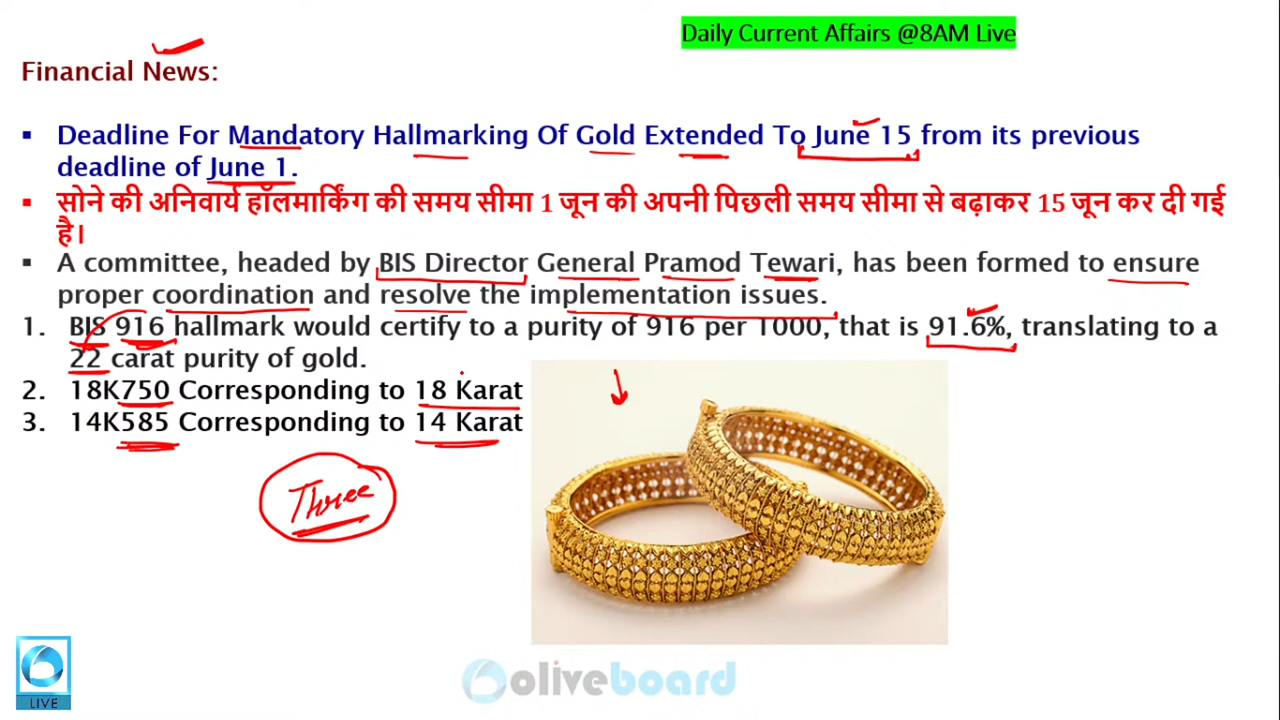 Daily Current Affairs @8AM Live
Financial News:
▪ Deadline For Mandatory Hallmarking Of Gold Extended To June 15 from its previous
deadline of June 1.
▪ सोने की अनिवार्य हॉलमार्किंग की समय सीमा 1 जून की अपनी पिछली समय सीमा से बढ़ाकर 15 जून कर दी गई
है।
▪ A committee, headed by BIS Director General Pramod Tewari, has been formed to ensure
proper coordination and resolve the implementation issues.
1. BIS 916 hallmark would certify to a purity of 916 per 1000, that is 91.6%, translating to a
22 carat purity of gold.
2. 18K750 Corresponding to 18 Karat
3. 14K585 Corresponding to 14 Karat
Three
LIVE
oliveboard